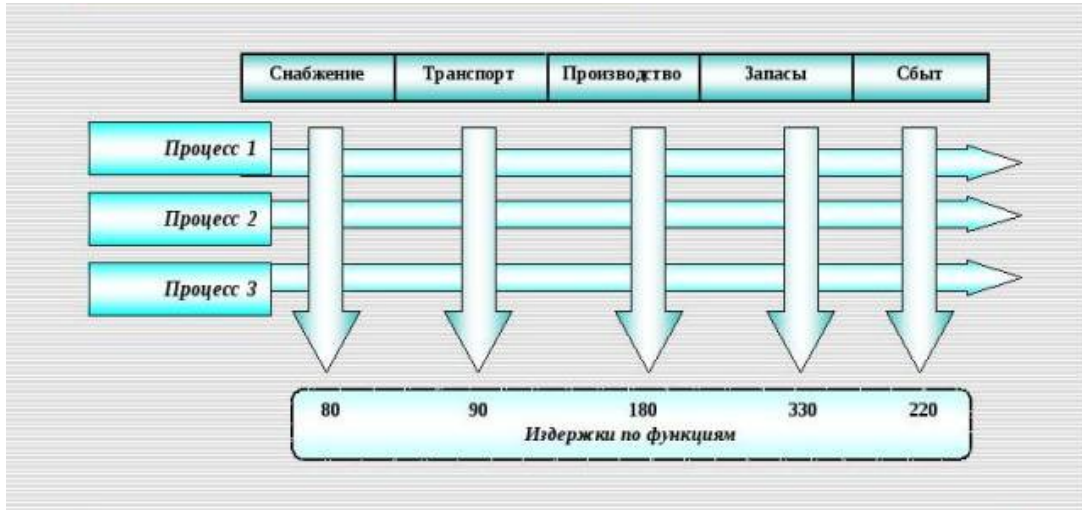 Снабжение Транспорт Производство Запасы Сбыт
Процесс 1
Процесс 2
Процесс 3
80 90 180 330 220
Издержки по функциям